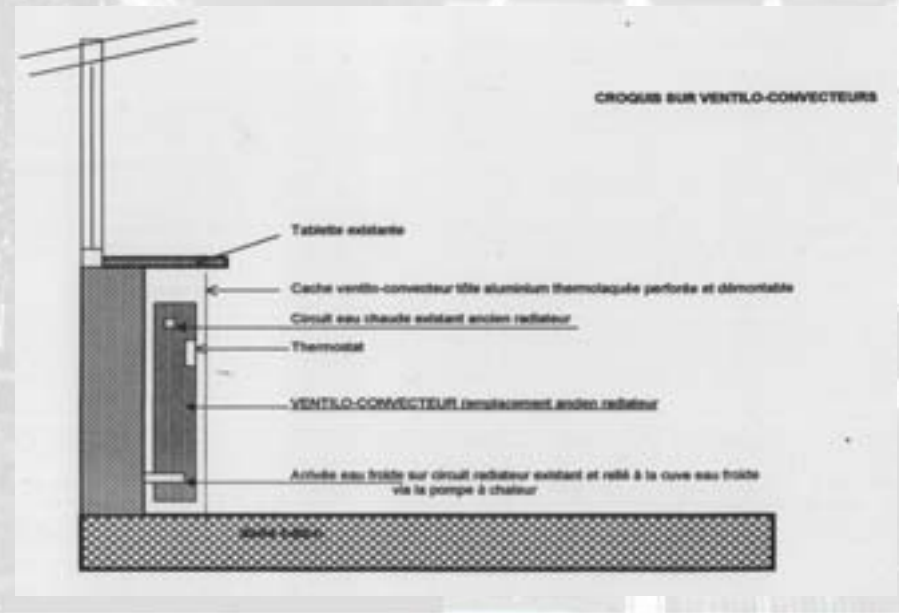 CROQUIS SUR VENTILO-CONVECTEURS
Tablette existante
Cache ventilo-convecteur tôle aluminium thermolaquée perforée et démontable
Circuit eau chaude existant ancien radiateur
Thermostat
VENTILO-CONVECTEUR remplacement ancien radiateur
Arrivée eau froide sur circuit radiateur existant et relié à la cuve eau froide
via la pompe à chaleur